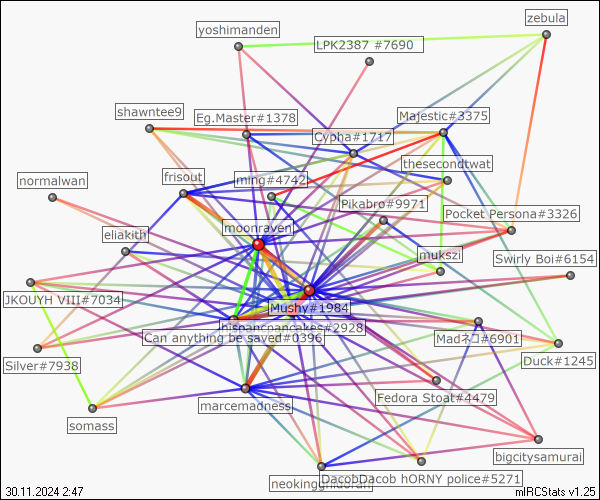 zebula
yoshimanden
LPK2387 #7690
shawntee9
Eg.Master#1378
Majestic#3375
Cypha#1717
thesecondtwat
normalwan
frisout
ming#4742
Pikabro#9971
Pocket Persona#3326
moonraven
eliakith
mukszi
Swirly Boi#6154
JKOUYH VIII#7034
Mushy#1984
hispancpancakes#2928
Can anything be saved#0396
Madネコ#6901
Silver#7938
Duck#1245
Fedora Stoat#4479
marcemadness
somass
bigcitysamurai
DacobDacob hORNY police#5271
30.11.2024 2:47
mIRCStats v1.25